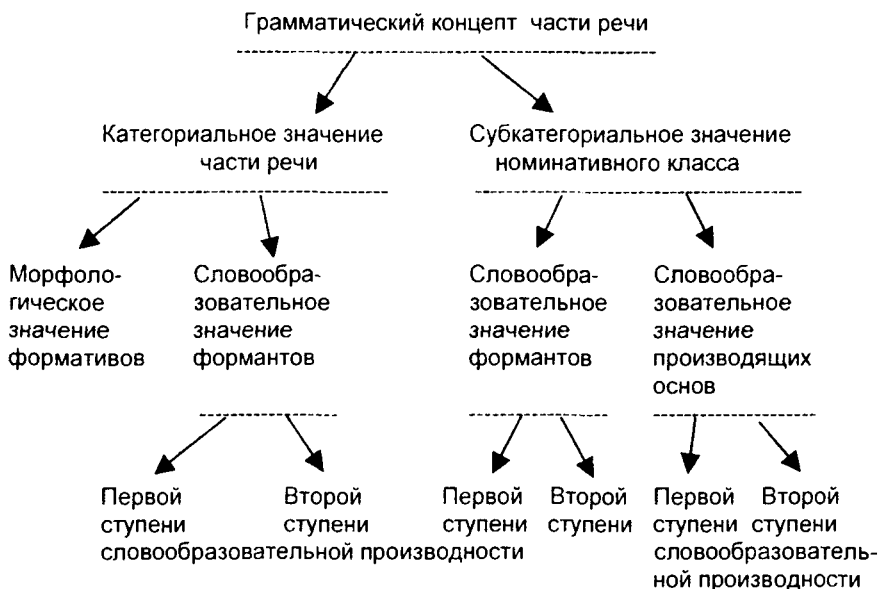 Грамматический концепт части речи
Категориальное значение
части речи
Субкатегориальное значение
номинативного класса
Морфоло-
гическое
значение
формативов
Словообра-
зовательное
значение
формантов
Словообра-
зовательное
значение
формантов
Словообра-
зовательное
значение
производящих
основ
Первой Второй Первой Второй Первой Второй
ступени ступени ступени ступени ступени ступени
словообразовательной производности словообразователь-
ной производности